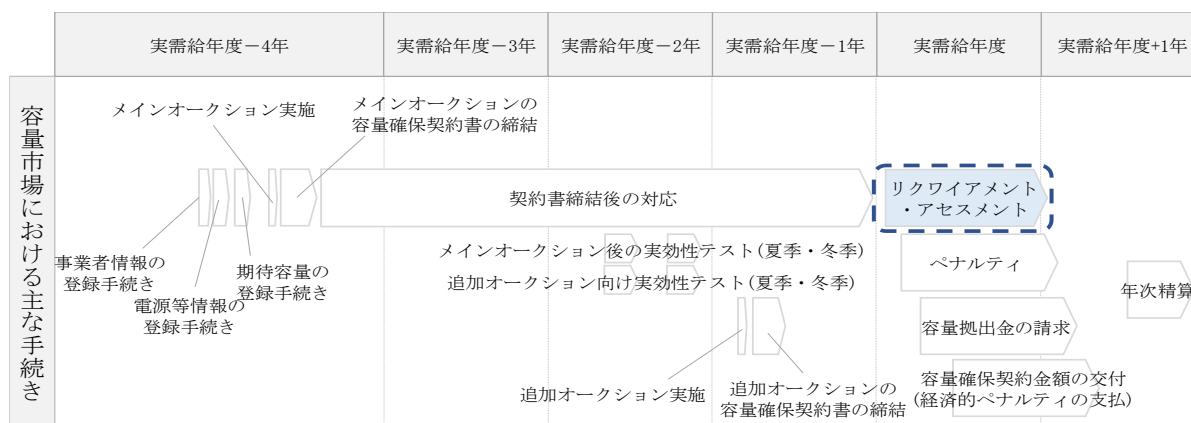 実需給年度－4年
実需給年度－3年
実需給年度－2年
実需給年度－1年
実需給年度
実需給年度+1年
容量市場における主な手続き
メインオークション実施
メインオークションの
容量確保契約書の締結
契約書締結後の対応
リクワイアメント
・アセスメント
事業者情報の
登録手続き
電源等情報の
登録手続き
期待容量の
登録手続き
メインオークション後の実効性テスト(夏季・冬季)
追加オークション向け実効性テスト(夏季・冬季)
ペナルティ
年次精算
追加オークション実施
追加オークションの
容量確保契約書の締結
容量拠出金の請求
容量確保契約金額の交付
(経済的ペナルティの支払)